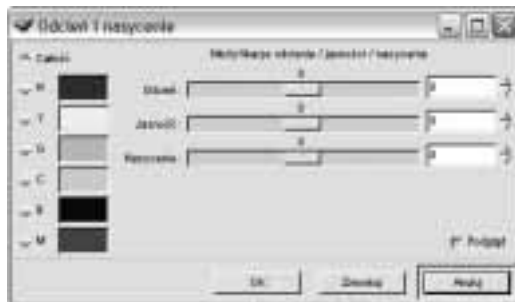 Odcień i nasycenie
Modyfikacja odcienia / jasności / nasycenia
Całość
R
Y
G
C
B
M
Odcień
0
0
Jasność
0
0
Nasycenie
0
0
Podgląd
OK
Zresetuj
Anuluj